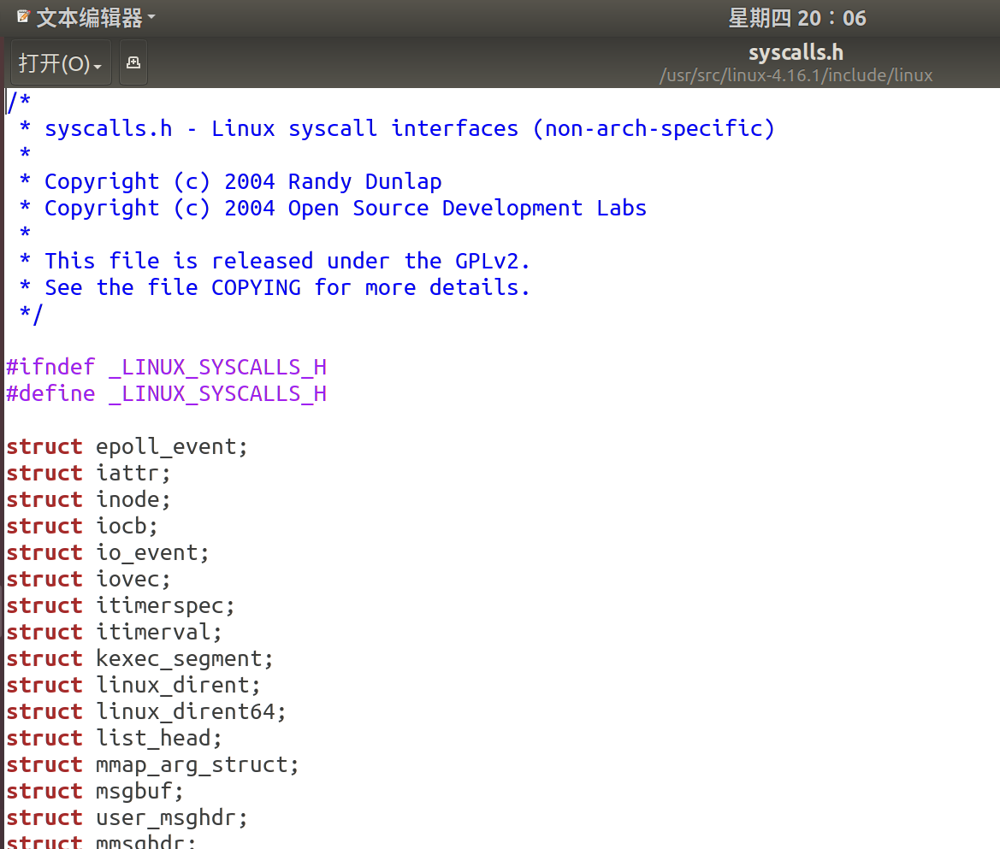 文本编辑器
星期四 20：06
打开(O)
syscalls.h
/usr/src/linux-4.16.1/include/linux
/*
 * syscalls.h - Linux syscall interfaces (non-arch-specific)
 *
 * Copyright (c) 2004 Randy Dunlap
 * Copyright (c) 2004 Open Source Development Labs
 *
 * This file is released under the GPLv2.
 * See the file COPYING for more details.
 */
#ifndef _LINUX_SYSCALLS_H
#define _LINUX_SYSCALLS_H
struct epoll_event;
struct iattr;
struct inode;
struct iocb;
struct io_event;
struct iovec;
struct itimerspec;
struct itimerval;
struct kexec_segment;
struct linux_dirent;
struct linux_dirent64;
struct list_head;
struct mmap_arg_struct;
struct msgbuf;
struct user_msghdr;
struct mmsghdr;